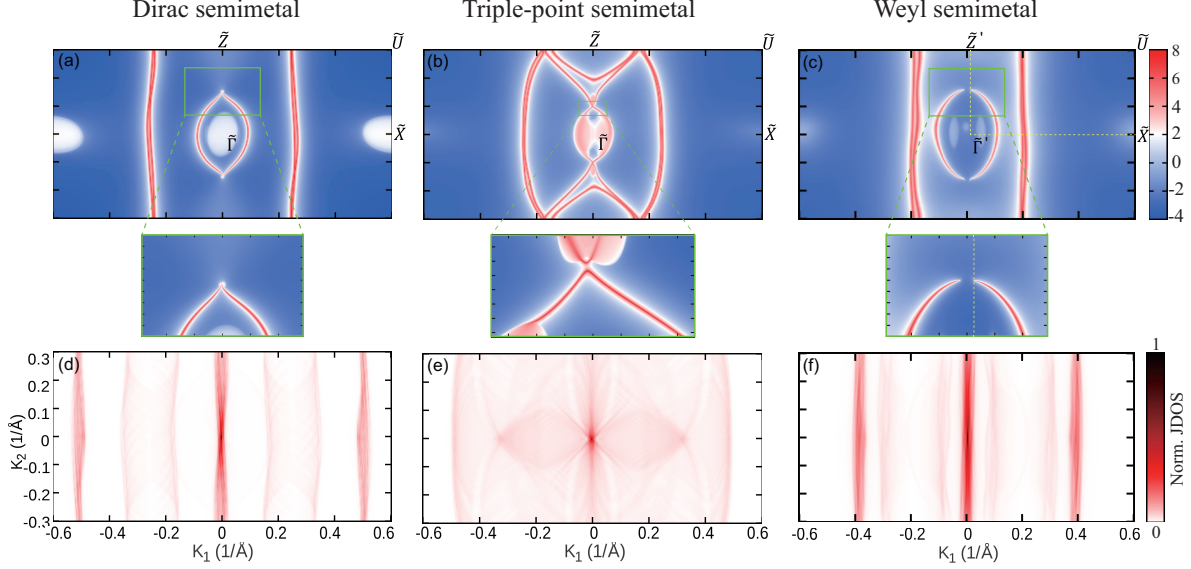 Dirac semimetal Triple-point semimetal Weyl semimetal
Z̃ Ũ Z̃ Ũ Z̃' Ũ
(a) (b) (c)
8
6
4
2
0
-2
-4
X̃ X̃ X̃
Γ̃ Γ̃ Γ̃'
(d) (e) (f)
0.3
0.2
0.1
0
-0.1
-0.2
-0.3
K2 (1/Å)
-0.6 -0.4 -0.2 0 0.2 0.4 0.6
K1 (1/Å)
-0.6 -0.4 -0.2 0 0.2 0.4 0.6
K1 (1/Å)
-0.6 -0.4 -0.2 0 0.2 0.4 0.6
K1 (1/Å)
1
0
Norm. JDOS